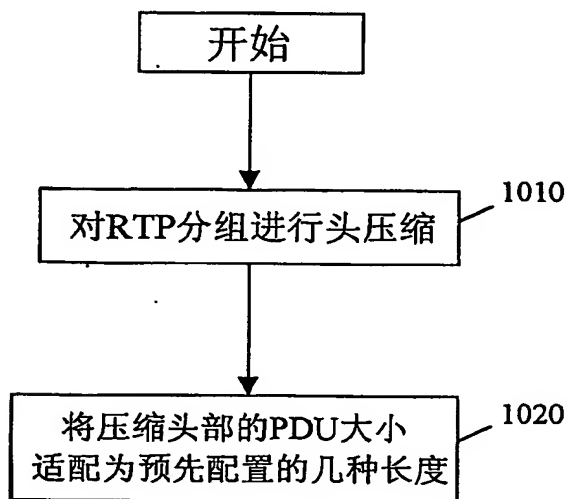 开始
对RTP分组进行头压缩
1010
将压缩头部的PDU大小
适配为预先配置的几种长度
1020